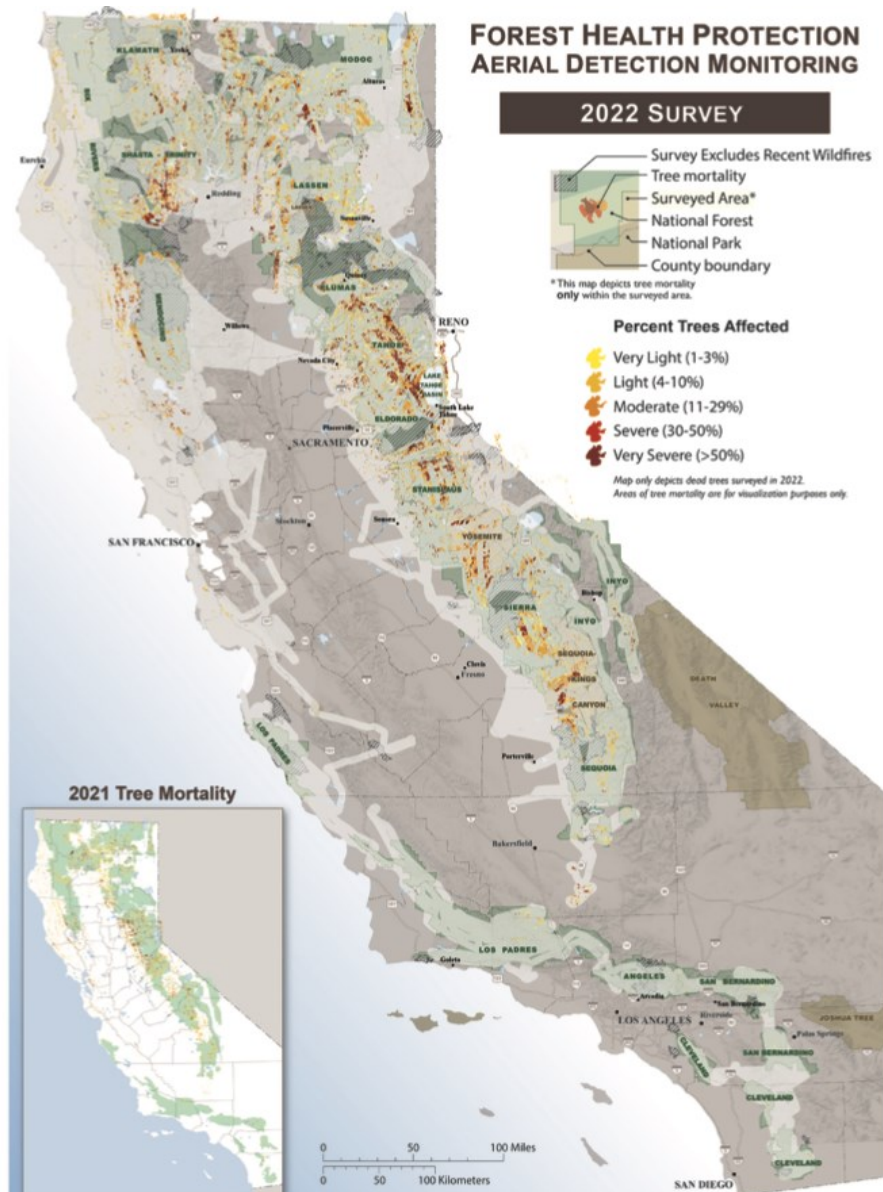 FOREST HEALTH PROTECTION
AERIAL DETECTION MONITORING
2022 SURVEY
Survey Excludes Recent Wildfires
Tree mortality
Surveyed Area*
National Forest
National Park
County boundary
* This map depicts tree mortality
only within the surveyed area.
Percent Trees Affected
Very Light (1-3%)
Light (4-10%)
Moderate (11-29%)
Severe (30-50%)
Very Severe (>50%)
Map only depicts dead trees surveyed in 2022.
Areas of tree mortality are for visualization purposes only.
KLAMATH
Yreka
MODOC
Alturas
SIX
RIVERS
Eureka
SHASTA - TRINITY
Redding
LASSEN
Susanville
Quincy
PLUMAS
MENDOCINO
Willows
TAHOE
RENO
Nevada City
LAKE
TAHOE
BASIN
South Lake
Tahoe
ELDORADO
Placerville
SACRAMENTO
STANISLAUS
Stockton
Sonora
SAN FRANCISCO
YOSEMITE
INYO
Bishop
SIERRA
INYO
SEQUOIA-
KINGS
CANYON
Clovis
Fresno
DEATH
VALLEY
LOS PADRES
Porterville
SEQUOIA
Bakersfield
LOS PADRES
Goleta
ANGELES
SAN BERNARDINO
Arcadia
San Bernardino
LOS ANGELES
Riverside
JOSHUA TREE
Palm Springs
CLEVELAND
SAN BERNARDINO
CLEVELAND
CLEVELAND
SAN DIEGO
2021 Tree Mortality
0 50 100 Miles
0 50 100 Kilometers